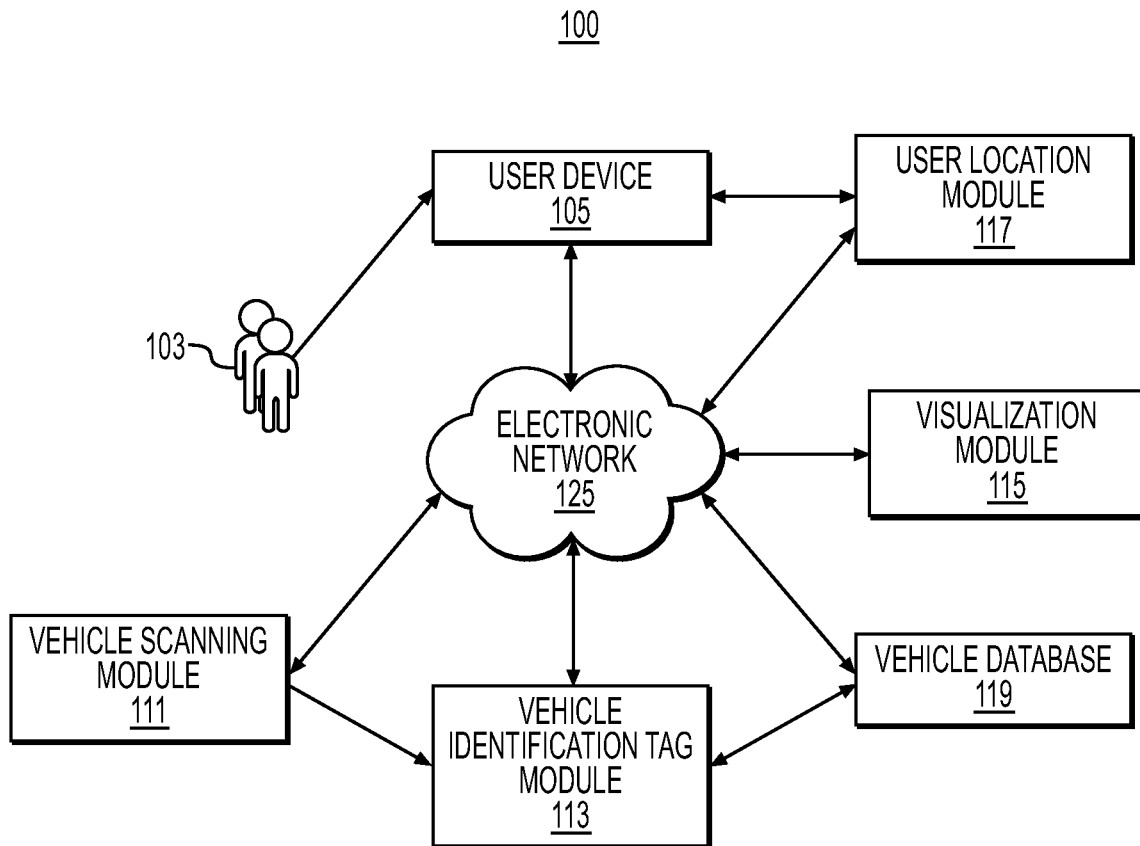 100
USER DEVICE
105
USER LOCATION
MODULE
117
103
ELECTRONIC
NETWORK
125
VISUALIZATION
MODULE
115
VEHICLE SCANNING
MODULE
111
VEHICLE
IDENTIFICATION TAG
MODULE
113
VEHICLE DATABASE
119